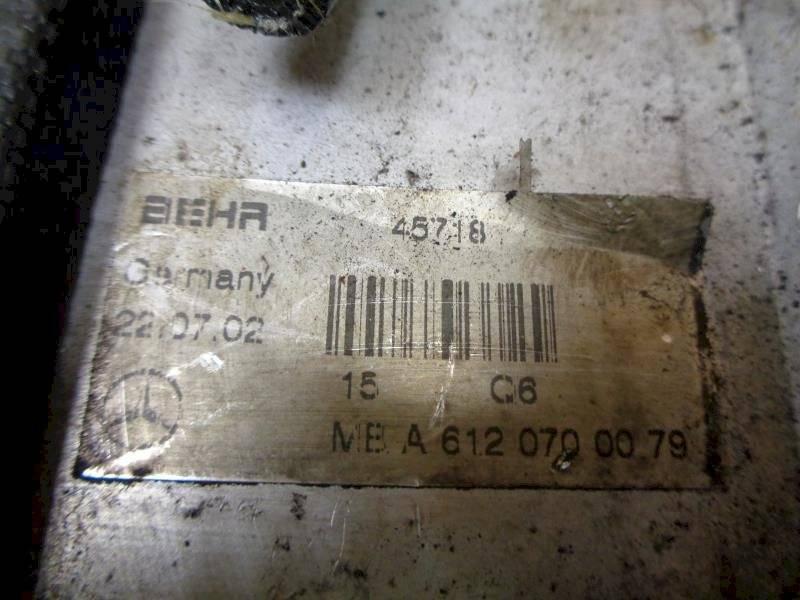 BEHR 45718
Germany
22.07.02
15 Q6
MB A 612 070 00 79